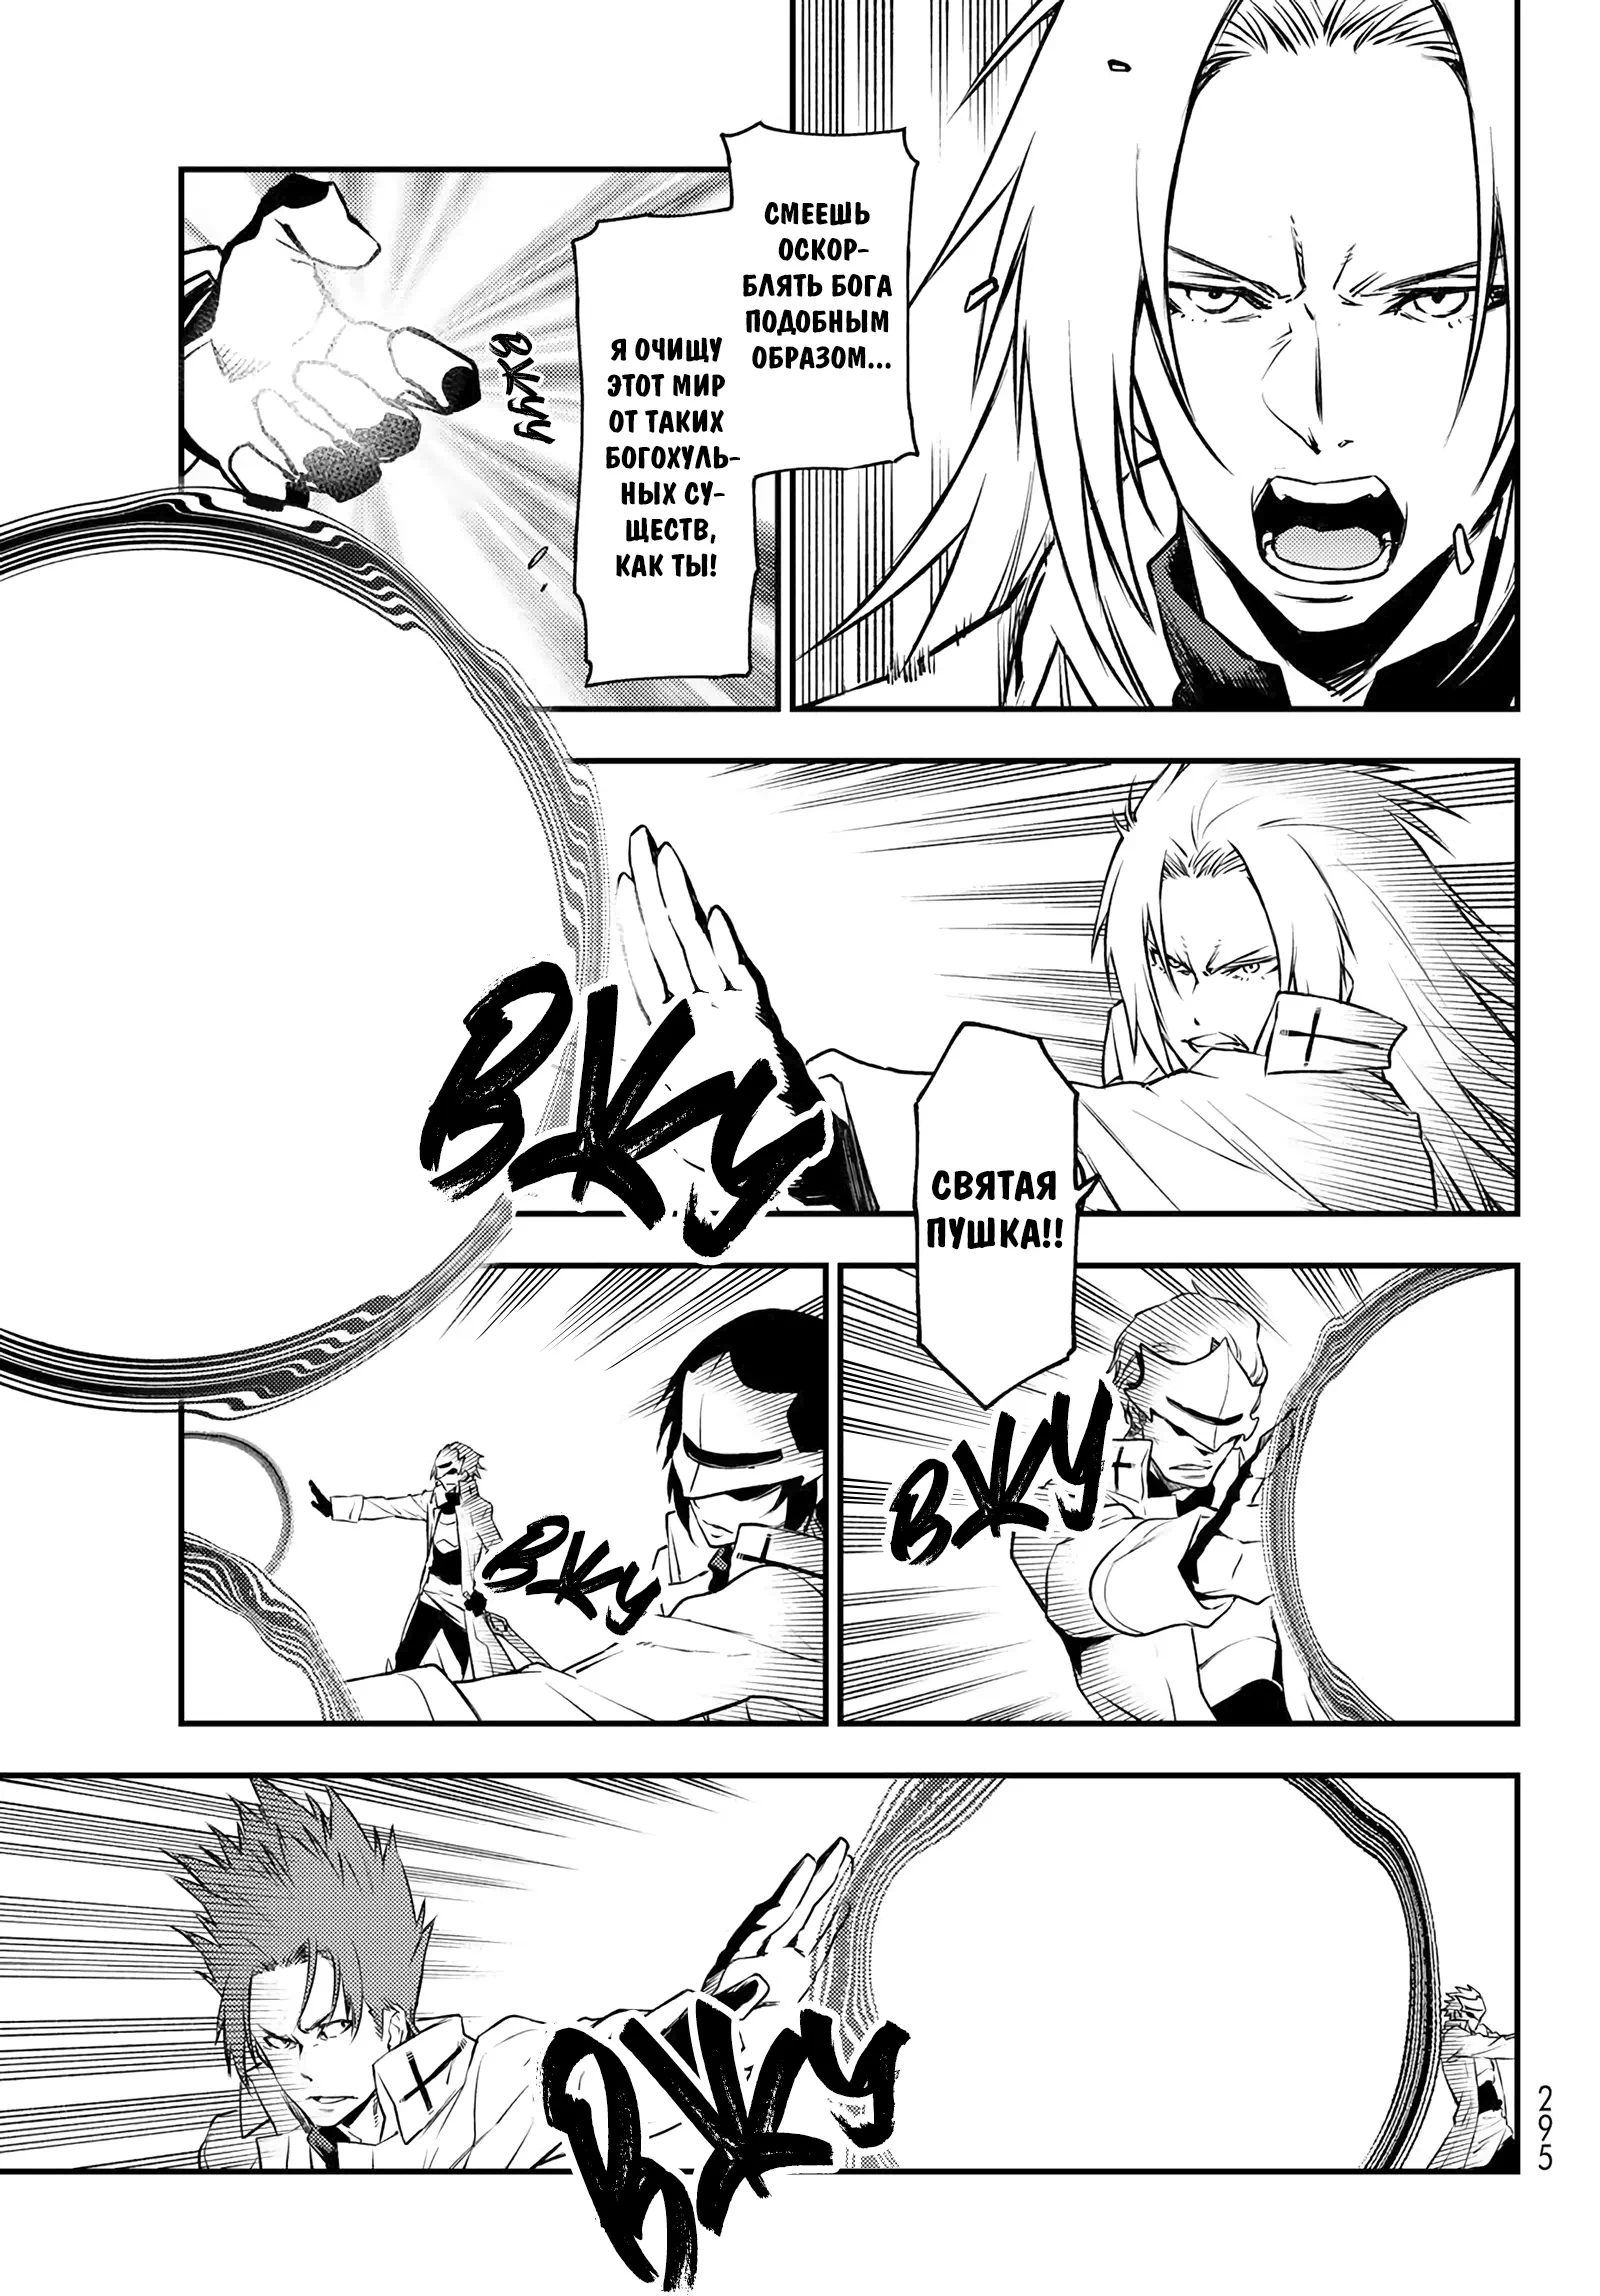 СМЕЕШЬ
ОСКОР-
БЛЯТЬ БОГА
ПОДОБНЫМ
ОБРАЗОМ...
Я ОЧИЩУ
ЭТОТ МИР
ОТ ТАКИХ
БОГОХУЛЬ-
НЫХ СУ-
ЩЕСТВ,
КАК ТЫ!
ВЖУУ
ВЖУ
СВЯТАЯ
ПУШКА!!
ВЖУ
ВЖУ
ВЖУ
295